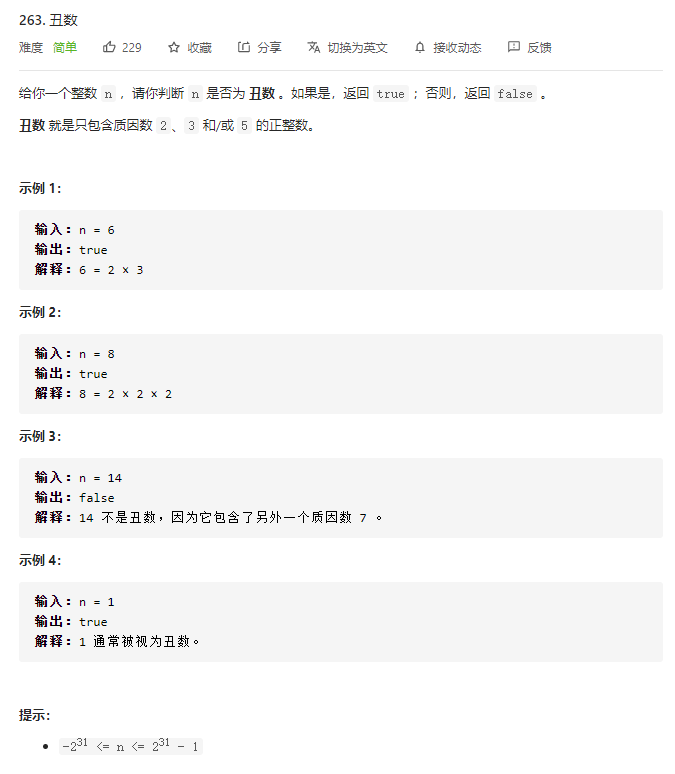 263. 丑数
难度 简单 229 收藏 分享 切换为英文 接收动态 反馈
给你一个整数 n ，请你判断 n 是否为 丑数 。如果是，返回 true ；否则，返回 false 。
丑数 就是只包含质因数 2、3 和/或 5 的正整数。
示例 1：
输入：n = 6
输出：true
解释：6 = 2 × 3
示例 2：
输入：n = 8
输出：true
解释：8 = 2 × 2 × 2
示例 3：
输入：n = 14
输出：false
解释：14 不是丑数，因为它包含了另外一个质因数 7 。
示例 4：
输入：n = 1
输出：true
解释：1 通常被视为丑数。
提示：
• -2³¹ <= n <= 2³¹ - 1